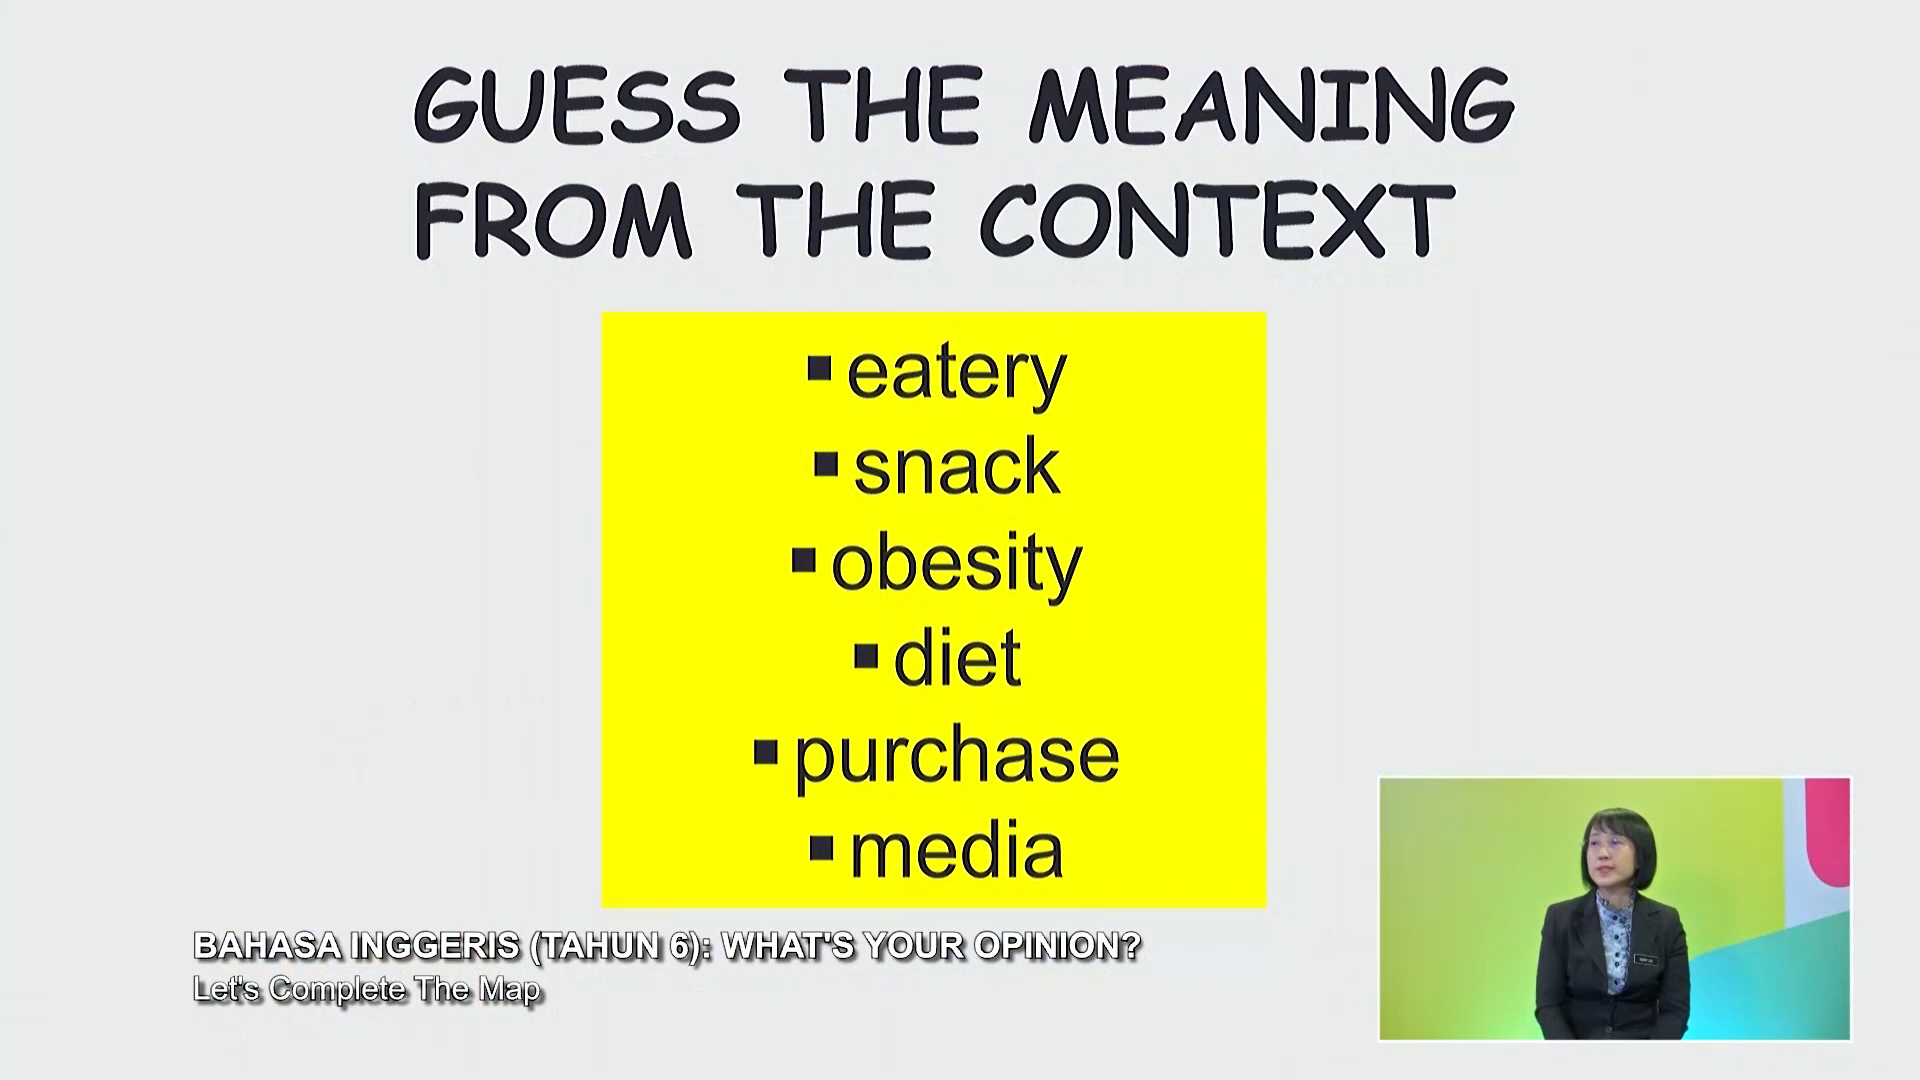 GUESS THE MEANING
FROM THE CONTEXT
▪ eatery
▪ snack
▪ obesity
▪ diet
▪ purchase
▪ media
BAHASA INGGERIS (TAHUN 6): WHAT'S YOUR OPINION?
Let's Complete The Map